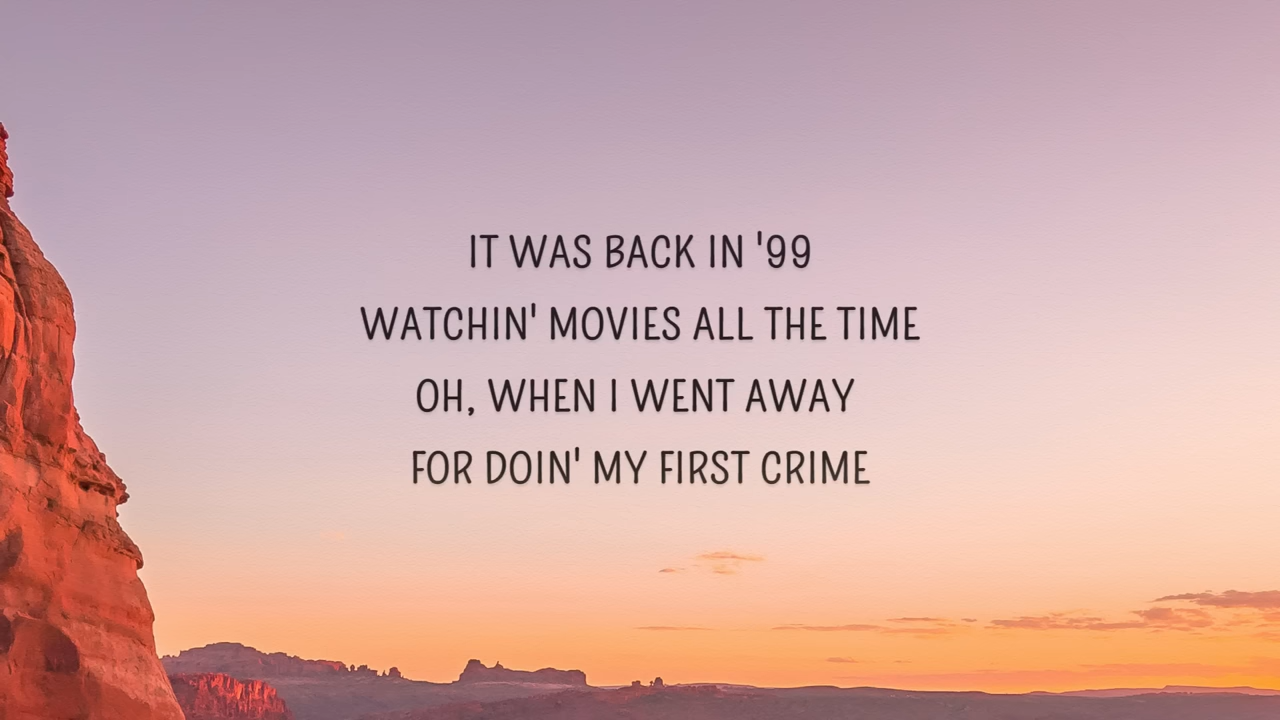 IT WAS BACK IN '99
WATCHIN' MOVIES ALL THE TIME
OH, WHEN I WENT AWAY
FOR DOIN' MY FIRST CRIME